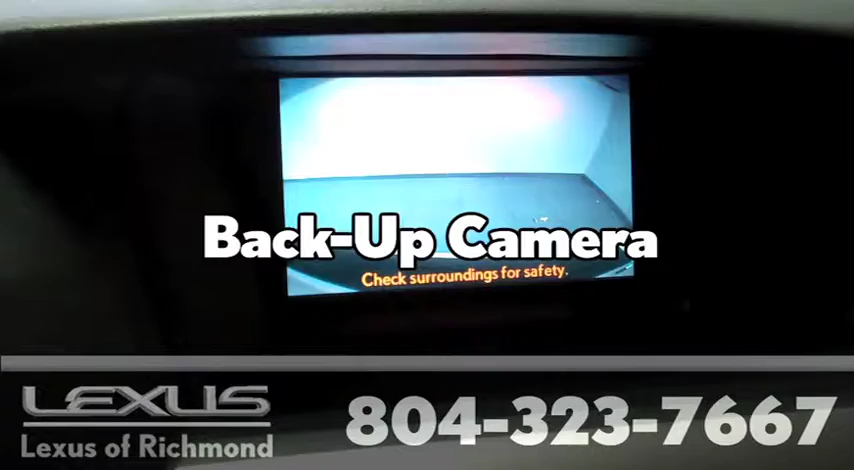 Back-Up Camera
Check surroundings for safety.
LEXUS
Lexus of Richmond
804-323-7667